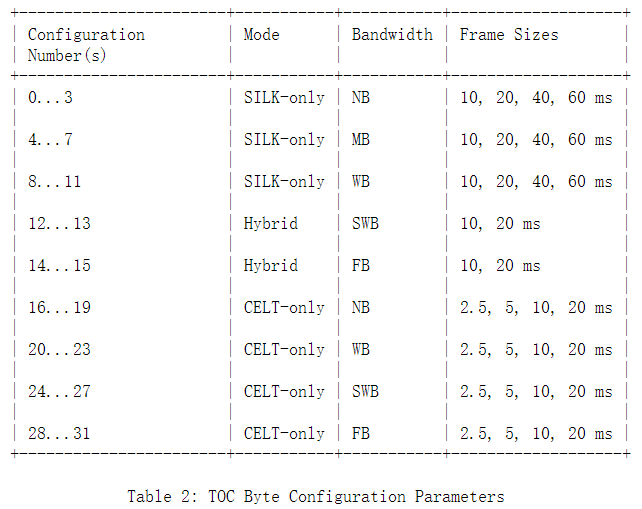 +-----------------------+-----------+-----------+-------------------+
| Configuration         | Mode      | Bandwidth | Frame Sizes       |
| Number(s)             |           |           |                   |
+-----------------------+-----------+-----------+-------------------+
| 0...3                 | SILK-only | NB        | 10, 20, 40, 60 ms |
|                       |           |           |                   |
| 4...7                 | SILK-only | MB        | 10, 20, 40, 60 ms |
|                       |           |           |                   |
| 8...11                | SILK-only | WB        | 10, 20, 40, 60 ms |
|                       |           |           |                   |
| 12...13               | Hybrid    | SWB       | 10, 20 ms         |
|                       |           |           |                   |
| 14...15               | Hybrid    | FB        | 10, 20 ms         |
|                       |           |           |                   |
| 16...19               | CELT-only | NB        | 2.5, 5, 10, 20 ms |
|                       |           |           |                   |
| 20...23               | CELT-only | WB        | 2.5, 5, 10, 20 ms |
|                       |           |           |                   |
| 24...27               | CELT-only | SWB       | 2.5, 5, 10, 20 ms |
|                       |           |           |                   |
| 28...31               | CELT-only | FB        | 2.5, 5, 10, 20 ms |
+-----------------------+-----------+-----------+-------------------+
Table 2: TOC Byte Configuration Parameters